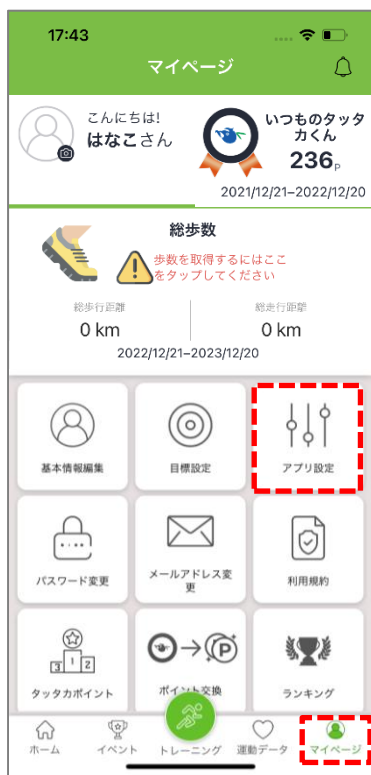 17:43
マイページ
こんにちは!
はなこさん
いつものタッタ
カくん
236P
2021/12/21–2022/12/20
総歩数
歩数を取得するにはここ
をタップしてください
総歩行距離
総走行距離
0 km
0 km
2022/12/21–2023/12/20
基本情報編集
目標設定
アプリ設定
パスワード変更
メールアドレス変
更
利用規約
3 1 2
P
タッタカポイント
ポイント交換
ランキング
ホーム
イベント
トレーニング
運動データ
マイページ